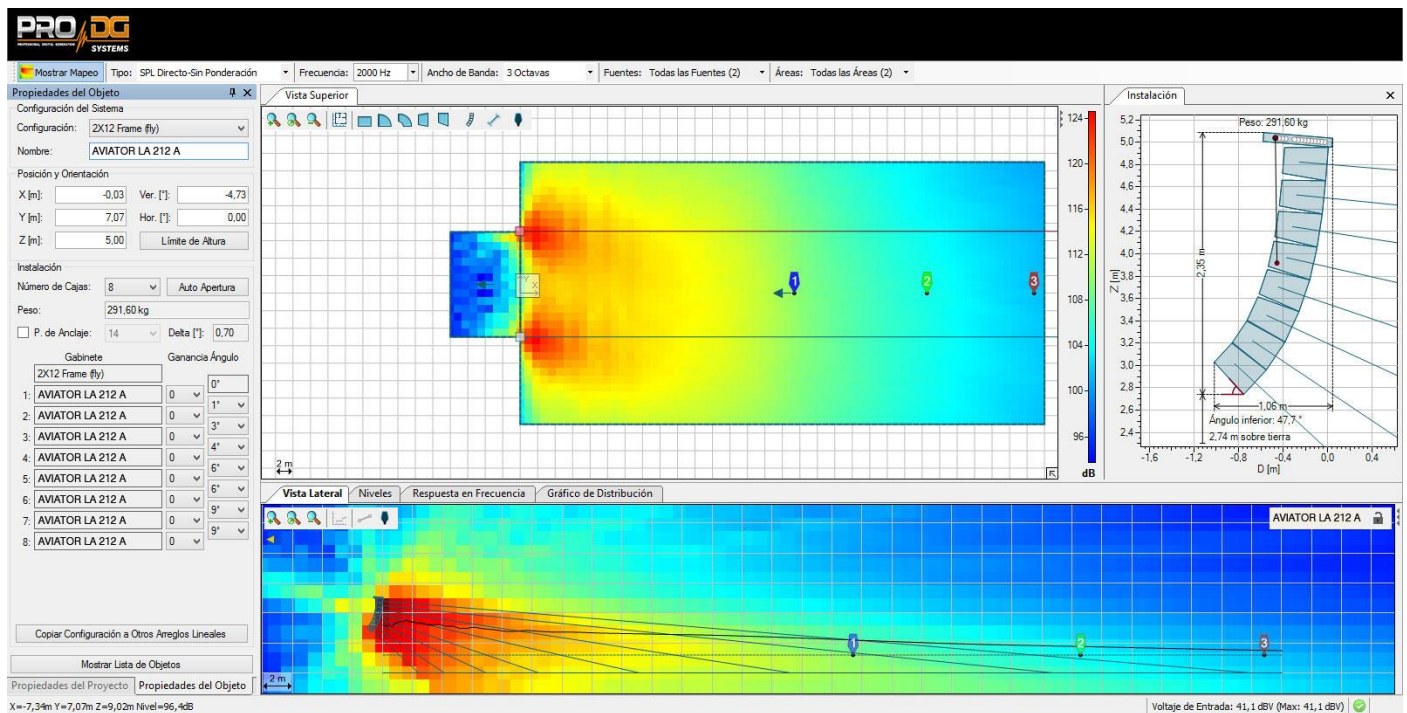 PRO DG
PROFESSIONAL DIGITAL GENERATION SYSTEMS
Mostrar Mapeo Tipo: SPL Directo-Sin Ponderación Frecuencia: 2000 Hz Ancho de Banda: 3 Octavas Fuentes: Todas las Fuentes (2) Áreas: Todas las Áreas (2)
Propiedades del Objeto
Configuración del Sistema
Configuración: 2X12 Frame (fly)
Nombre: AVIATOR LA 212 A
Posición y Orientación
X [m]: -0,03 Ver. [°]: -4,73
Y [m]: 7,07 Hor. [°]: 0,00
Z [m]: 5,00 Límite de Altura
Instalación
Número de Cajas: 8 Auto Apertura
Peso: 291,60 kg
P. de Anclaje: 14 Delta [°]: 0,70
Gabinete Ganancia Ángulo
2X12 Frame (fly)
0°
1: AVIATOR LA 212 A 0
1°
2: AVIATOR LA 212 A 0
3°
3: AVIATOR LA 212 A 0
4°
4: AVIATOR LA 212 A 0
6°
5: AVIATOR LA 212 A 0
6°
6: AVIATOR LA 212 A 0
9°
7: AVIATOR LA 212 A 0
9°
8: AVIATOR LA 212 A 0
Copiar Configuración a Otros Arreglos Lineales
Mostrar Lista de Objetos
Propiedades del Proyecto Propiedades del Objeto
Vista Superior
Y
X
1 2 3
2 m
124
120
116
112
108
104
100
96
dB
Instalación
Peso: 291,60 kg
5,2
5,0
4,8
4,6
4,4
4,2
4,0
3,8
3,6
3,4
3,2
3,0
2,8
2,6
2,4
Z [m]
2,35 m
1,06 m
Ángulo inferior: 47,7 °
2,74 m sobre tierra
-1,6 -1,2 -0,8 -0,4 0,0 0,4
D [m]
Vista Lateral Niveles Respuesta en Frecuencia Gráfico de Distribución
AVIATOR LA 212 A
1 2 3
2 m
X=-7,34m Y=7,07m Z=9,02m Nivel=96,4dB
Voltaje de Entrada: 41,1 dBV (Max: 41,1 dBV)